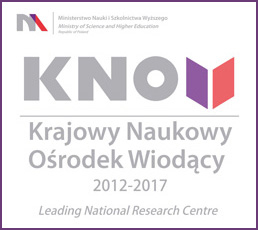 Ministerstwo Nauki i Szkolnictwa Wyższego
Ministry of Science and Higher Education
Republic of Poland
KNOW
Krajowy Naukowy
Ośrodek Wiodący
2012-2017
Leading National Research Centre